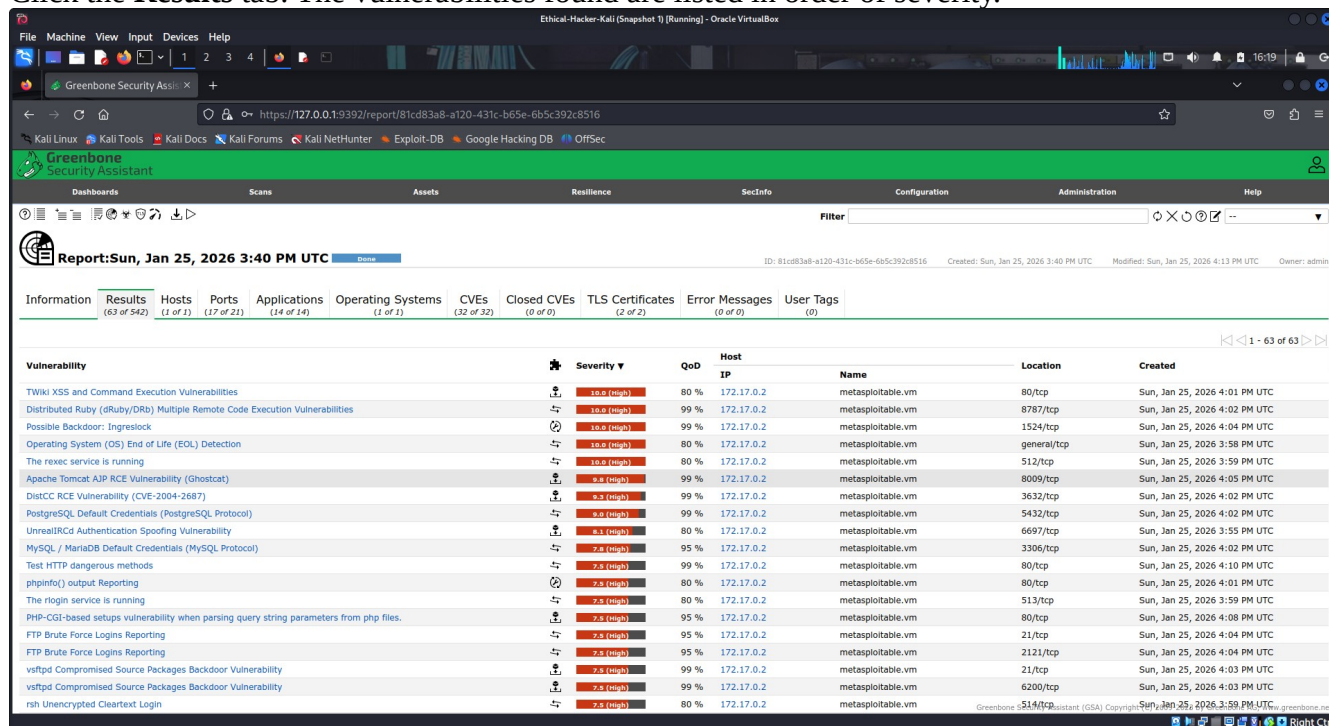 Click the Results tab. The vulnerabilities found are listed in order of severity.
Ethical-Hacker-Kali (Snapshot 1) [Running] - Oracle VirtualBox
File Machine View Input Devices Help
1 2 3 4 16:19
Greenbone Security Assis × +
https://127.0.0.1:9392/report/81cd83a8-a120-431c-b65e-6b5c392c8516
Kali Linux Kali Tools Kali Docs Kali Forums Kali NetHunter Exploit-DB Google Hacking DB OffSec
Greenbone
Security Assistant
Dashboards Scans Assets Resilience SecInfo Configuration Administration Help
Filter --
Report:Sun, Jan 25, 2026 3:40 PM UTC Done ID: 81cd83a8-a120-431c-b65e-6b5c392c8516 Created: Sun, Jan 25, 2026 3:40 PM UTC Modified: Sun, Jan 25, 2026 4:13 PM UTC Owner: admin
Information Results Hosts Ports Applications Operating Systems CVEs Closed CVEs TLS Certificates Error Messages User Tags
(63 of 542) (1 of 1) (17 of 21) (14 of 14) (1 of 1) (32 of 32) (0 of 0) (2 of 2) (0 of 0) (0)
1 - 63 of 63
Vulnerability Severity ▼ QoD Host Location Created
IP Name
TWiki XSS and Command Execution Vulnerabilities 10.0 (High) 80 % 172.17.0.2 metasploitable.vm 80/tcp Sun, Jan 25, 2026 4:01 PM UTC
Distributed Ruby (dRuby/DRb) Multiple Remote Code Execution Vulnerabilities 10.0 (High) 99 % 172.17.0.2 metasploitable.vm 8787/tcp Sun, Jan 25, 2026 4:02 PM UTC
Possible Backdoor: Ingreslock 10.0 (High) 99 % 172.17.0.2 metasploitable.vm 1524/tcp Sun, Jan 25, 2026 4:04 PM UTC
Operating System (OS) End of Life (EOL) Detection 10.0 (High) 80 % 172.17.0.2 metasploitable.vm general/tcp Sun, Jan 25, 2026 3:58 PM UTC
The rexec service is running 10.0 (High) 80 % 172.17.0.2 metasploitable.vm 512/tcp Sun, Jan 25, 2026 3:59 PM UTC
Apache Tomcat AJP RCE Vulnerability (Ghostcat) 9.8 (High) 99 % 172.17.0.2 metasploitable.vm 8009/tcp Sun, Jan 25, 2026 4:05 PM UTC
DistCC RCE Vulnerability (CVE-2004-2687) 9.3 (High) 99 % 172.17.0.2 metasploitable.vm 3632/tcp Sun, Jan 25, 2026 4:02 PM UTC
PostgreSQL Default Credentials (PostgreSQL Protocol) 9.0 (High) 99 % 172.17.0.2 metasploitable.vm 5432/tcp Sun, Jan 25, 2026 4:02 PM UTC
UnrealIRCd Authentication Spoofing Vulnerability 8.1 (High) 80 % 172.17.0.2 metasploitable.vm 6697/tcp Sun, Jan 25, 2026 3:55 PM UTC
MySQL / MariaDB Default Credentials (MySQL Protocol) 7.8 (High) 95 % 172.17.0.2 metasploitable.vm 3306/tcp Sun, Jan 25, 2026 4:02 PM UTC
Test HTTP dangerous methods 7.5 (High) 99 % 172.17.0.2 metasploitable.vm 80/tcp Sun, Jan 25, 2026 4:10 PM UTC
phpinfo() output Reporting 7.5 (High) 80 % 172.17.0.2 metasploitable.vm 80/tcp Sun, Jan 25, 2026 4:01 PM UTC
The rlogin service is running 7.5 (High) 80 % 172.17.0.2 metasploitable.vm 513/tcp Sun, Jan 25, 2026 3:59 PM UTC
PHP-CGI-based setups vulnerability when parsing query string parameters from php files. 7.5 (High) 95 % 172.17.0.2 metasploitable.vm 80/tcp Sun, Jan 25, 2026 4:08 PM UTC
FTP Brute Force Logins Reporting 7.5 (High) 95 % 172.17.0.2 metasploitable.vm 21/tcp Sun, Jan 25, 2026 4:04 PM UTC
FTP Brute Force Logins Reporting 7.5 (High) 95 % 172.17.0.2 metasploitable.vm 2121/tcp Sun, Jan 25, 2026 4:04 PM UTC
vsftpd Compromised Source Packages Backdoor Vulnerability 7.5 (High) 99 % 172.17.0.2 metasploitable.vm 21/tcp Sun, Jan 25, 2026 4:03 PM UTC
vsftpd Compromised Source Packages Backdoor Vulnerability 7.5 (High) 99 % 172.17.0.2 metasploitable.vm 6200/tcp Sun, Jan 25, 2026 4:03 PM UTC
rsh Unencrypted Cleartext Login 7.5 (High) 80 % 172.17.0.2 metasploitable.vm 514/tcp Sun, Jan 25, 2026 3:59 PM UTC
Greenbone Security Assistant (GSA) Copyright
Right Ct